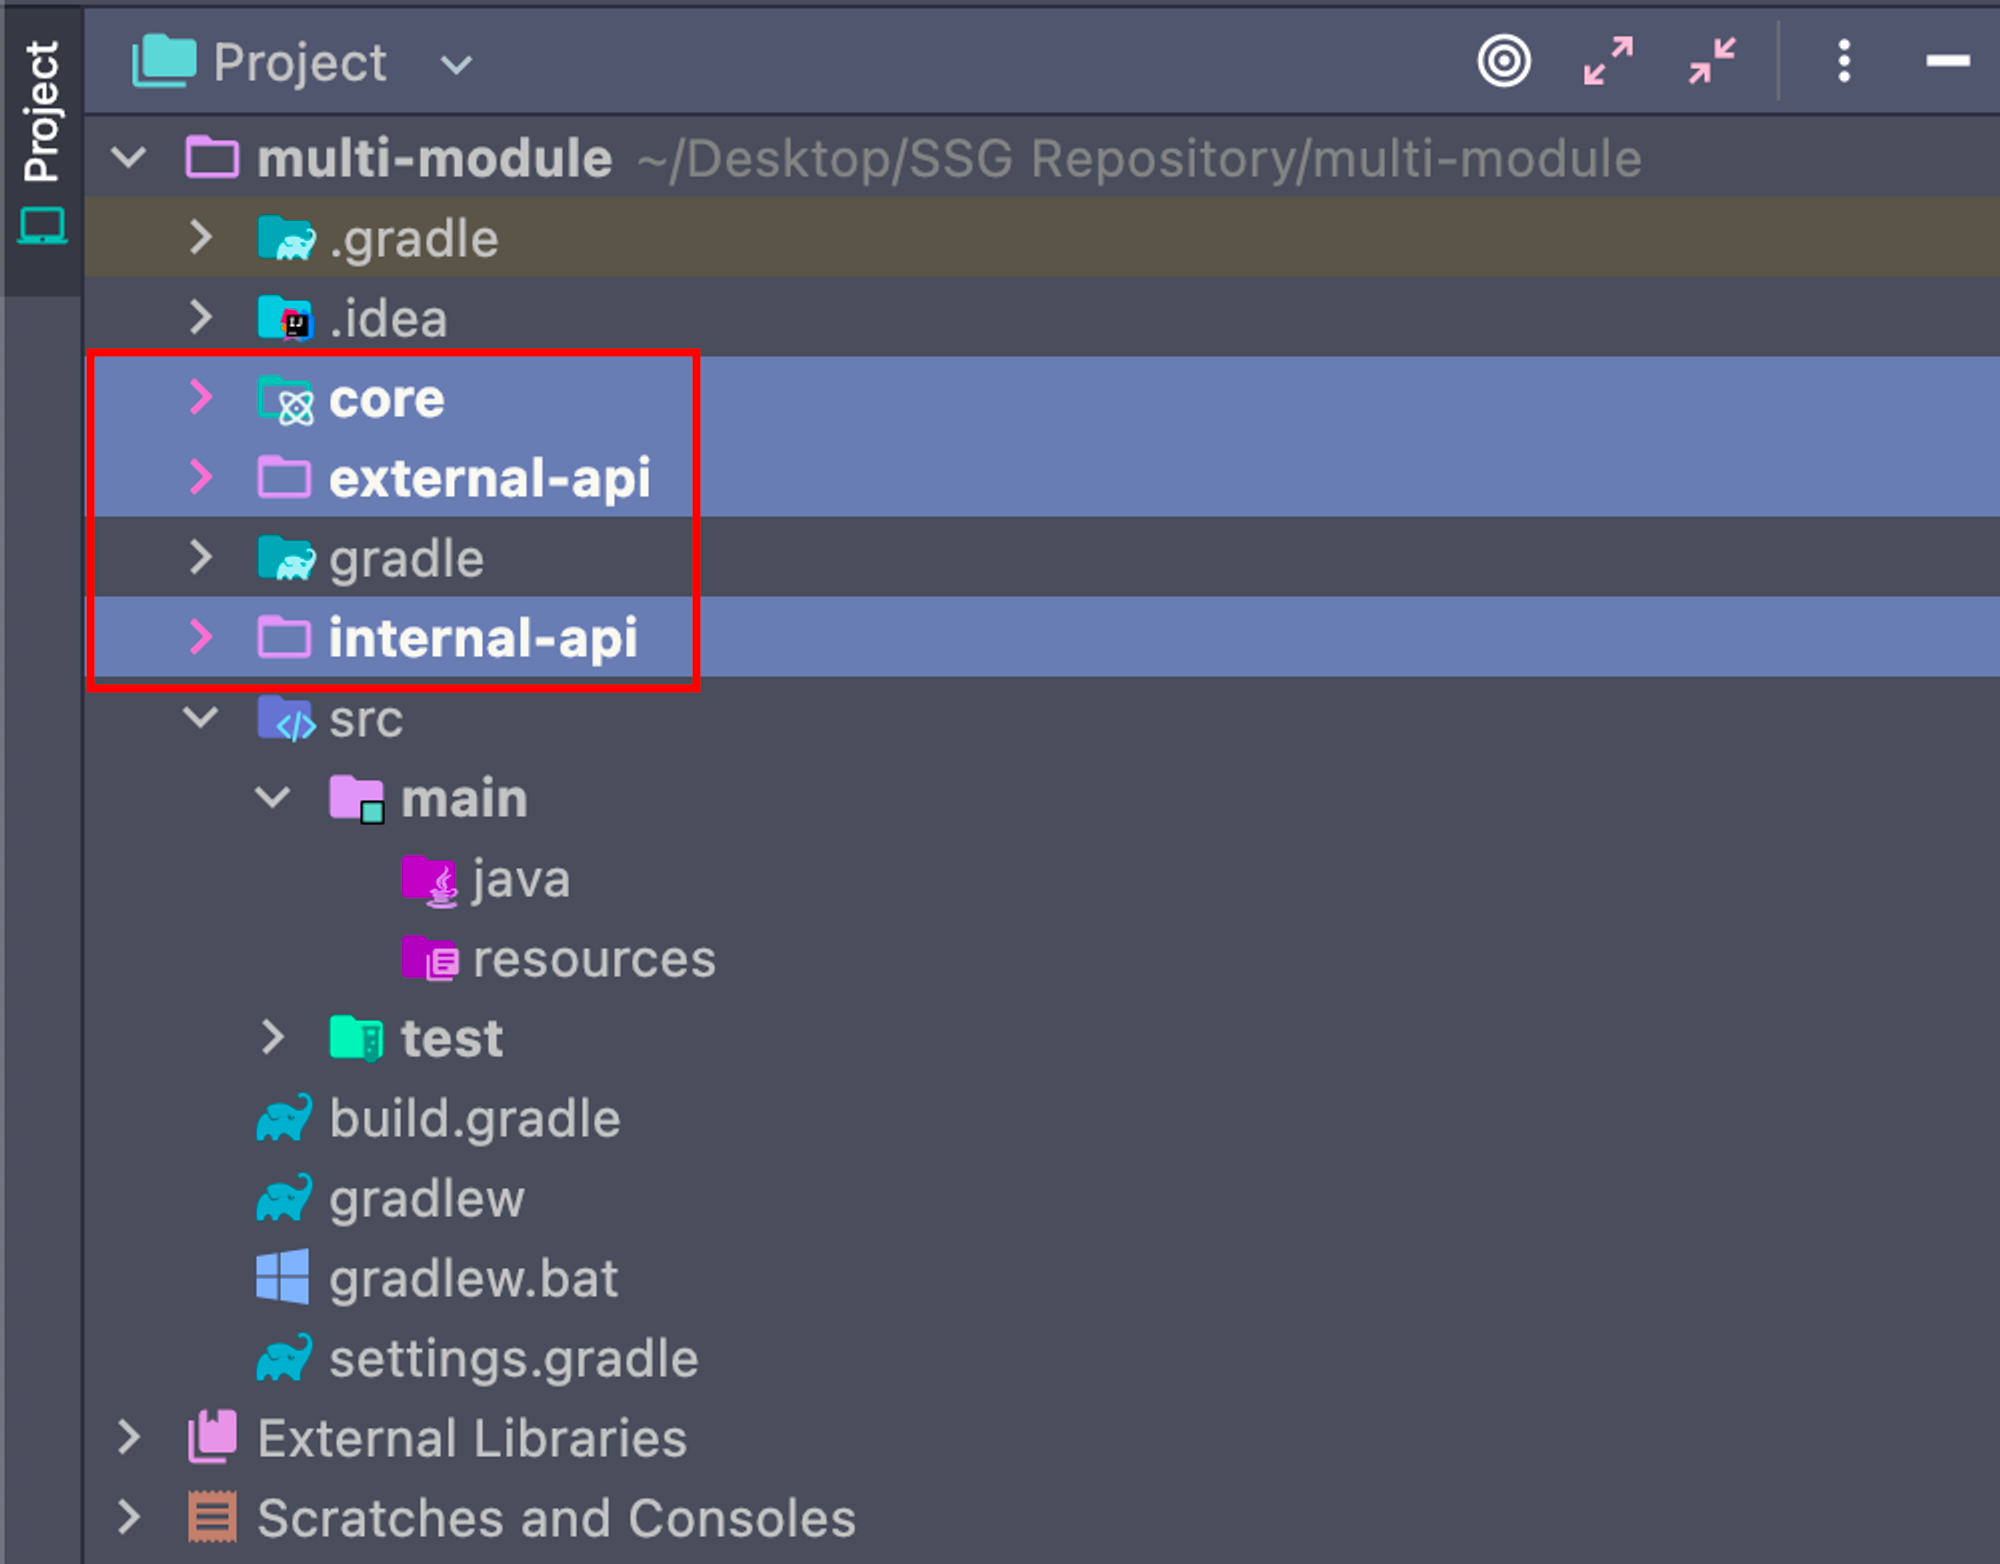 Project
Project
multi-module ~/Desktop/SSG Repository/multi-module
.gradle
.idea
core
external-api
gradle
internal-api
src
main
java
resources
test
build.gradle
gradlew
gradlew.bat
settings.gradle
External Libraries
Scratches and Consoles